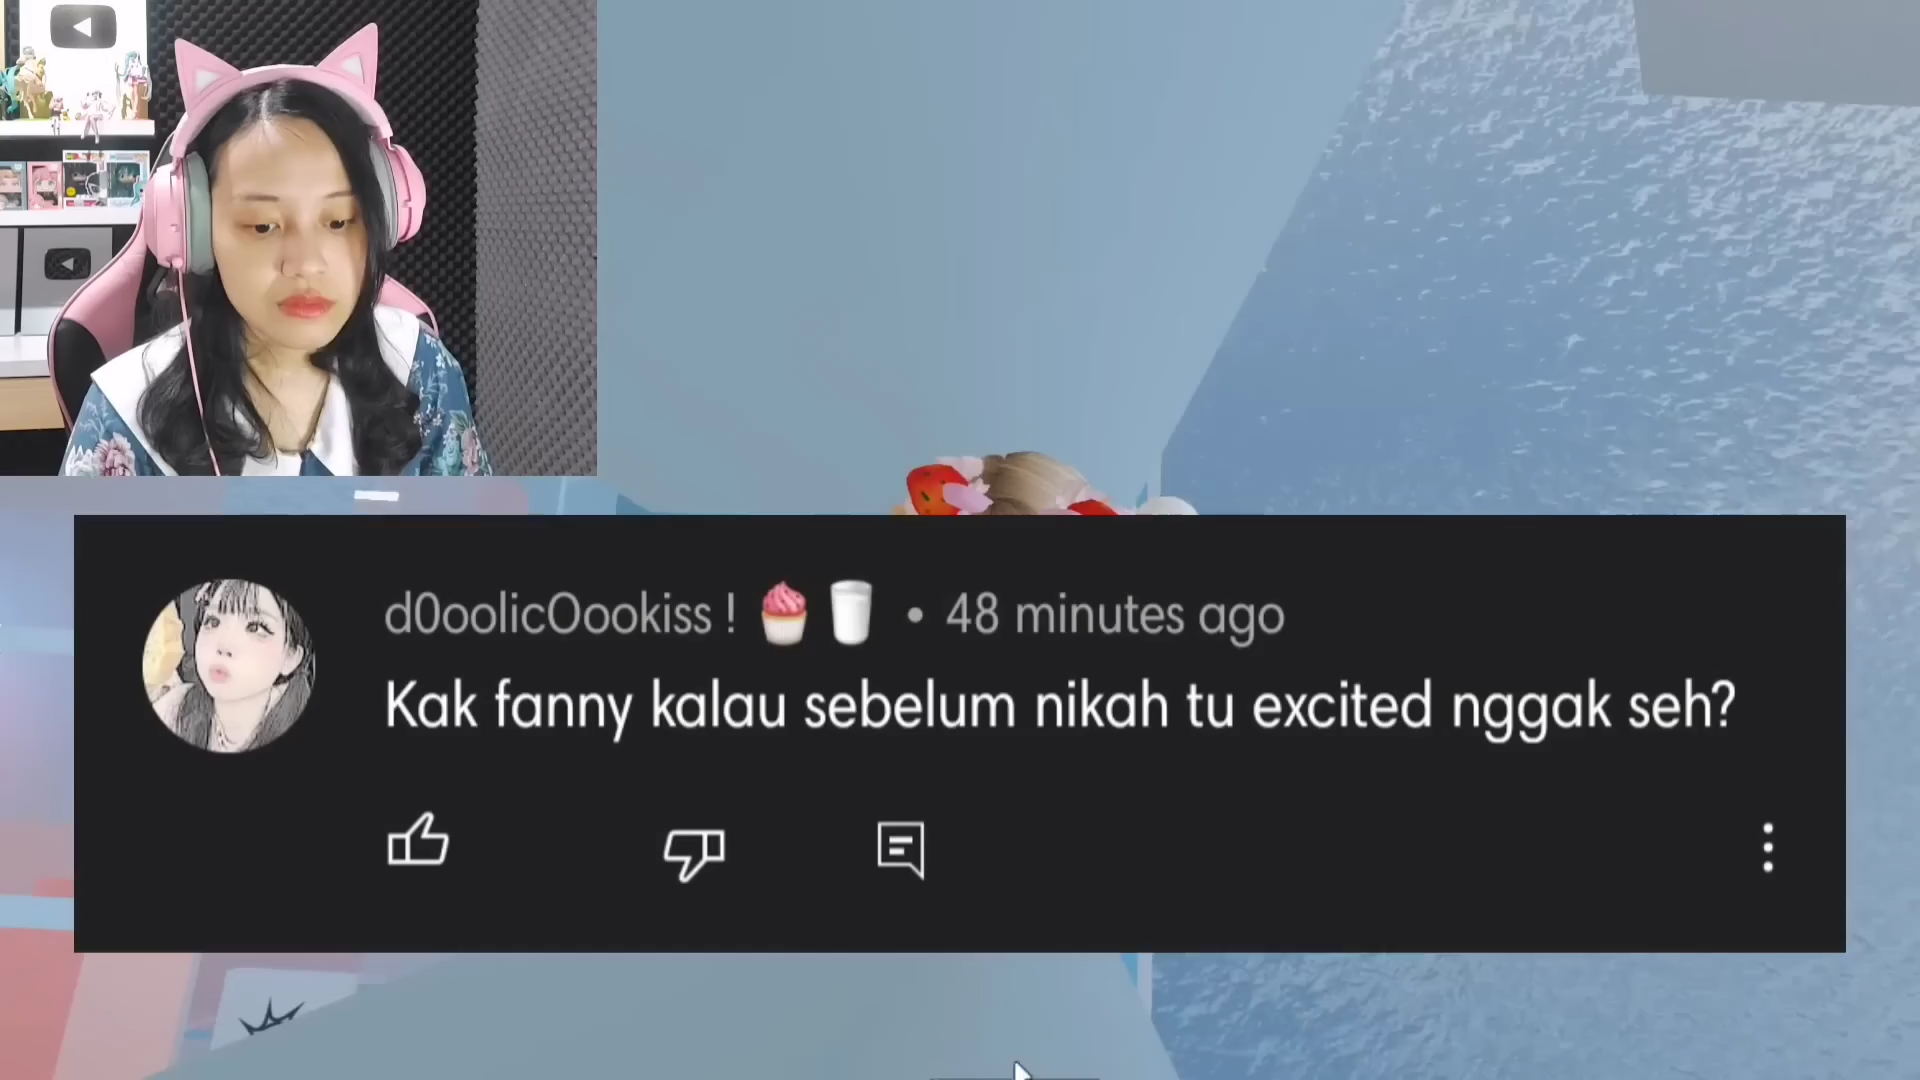 d0oolicOookiss ! 🧁🥛 • 48 minutes ago
Kak fanny kalau sebelum nikah tu excited nggak seh?